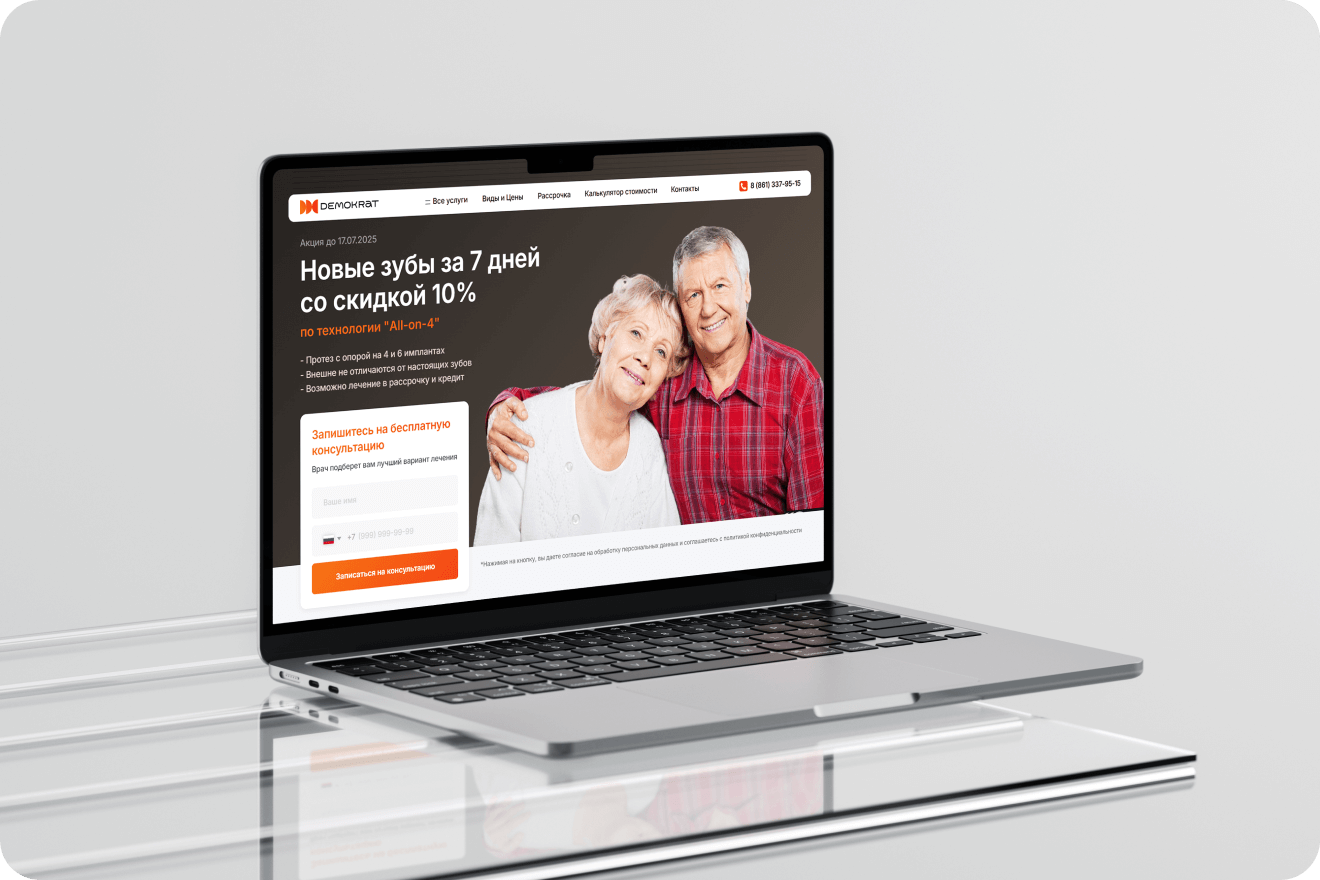 DEMOKRAT
Все услуги
Виды и Цены
Рассрочка
Калькулятор стоимости
Контакты
8 (861) 337-95-15
Акция до 17.07.2025
Новые зубы за 7 дней
со скидкой 10%
по технологии "All-on-4"
- Протез с опорой на 4 и 6 имплантах
- Внешне не отличаются от настоящих зубов
- Возможно лечение в рассрочку и кредит
Запишитесь на бесплатную
консультацию
Врач подберет вам лучший вариант лечения
Ваше имя
+7 (999) 999-99-99
Записаться на консультацию
*Нажимая на кнопку, вы даете согласие на обработку персональных данных и соглашаетесь с политикой конфиденциальности